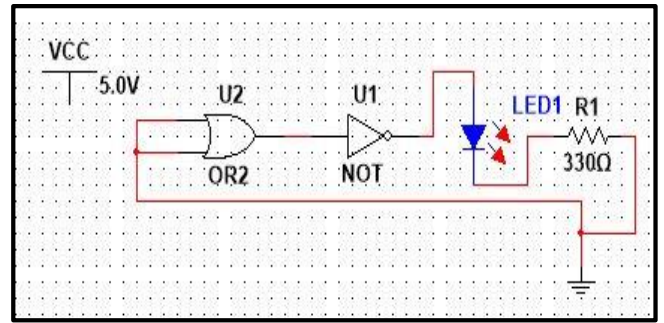 VCC
5.0V
U2
U1
LED1
R1
OR2
NOT
330Ω